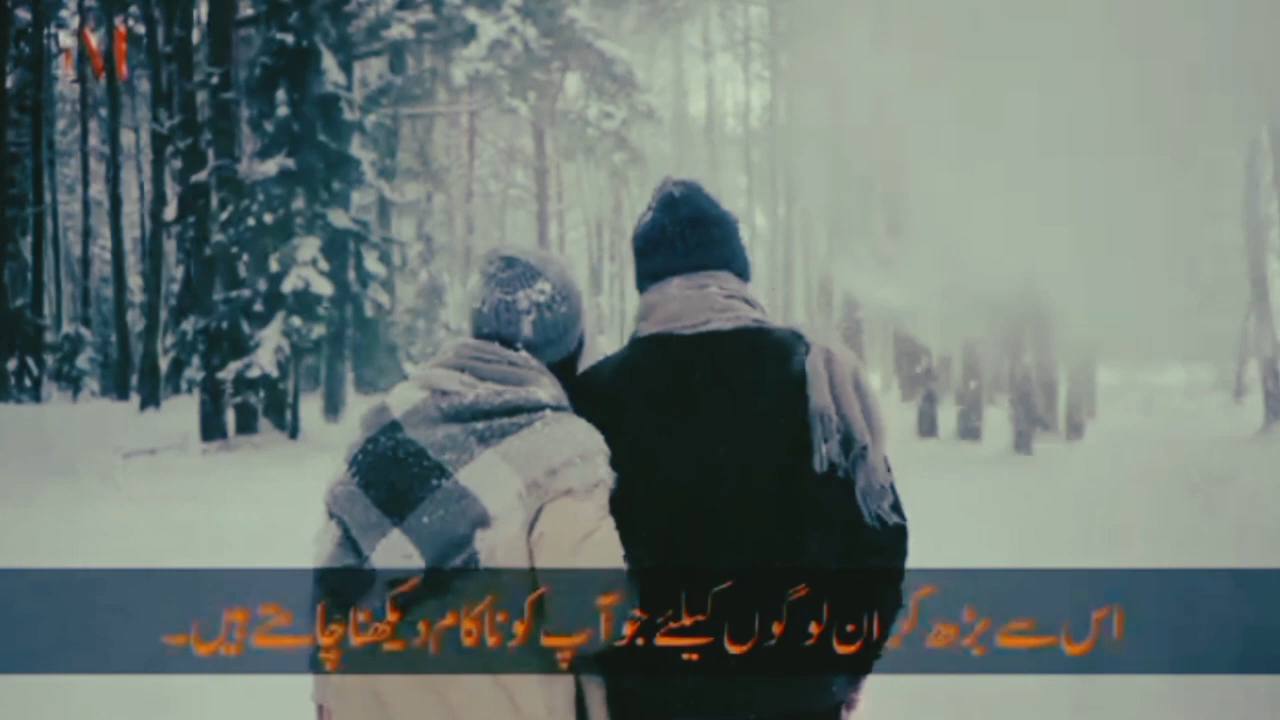 اس سے بڑھ کر ان لوگوں کیلئے جو آپ کو ناکام دیکھنا چاہتے ہیں۔